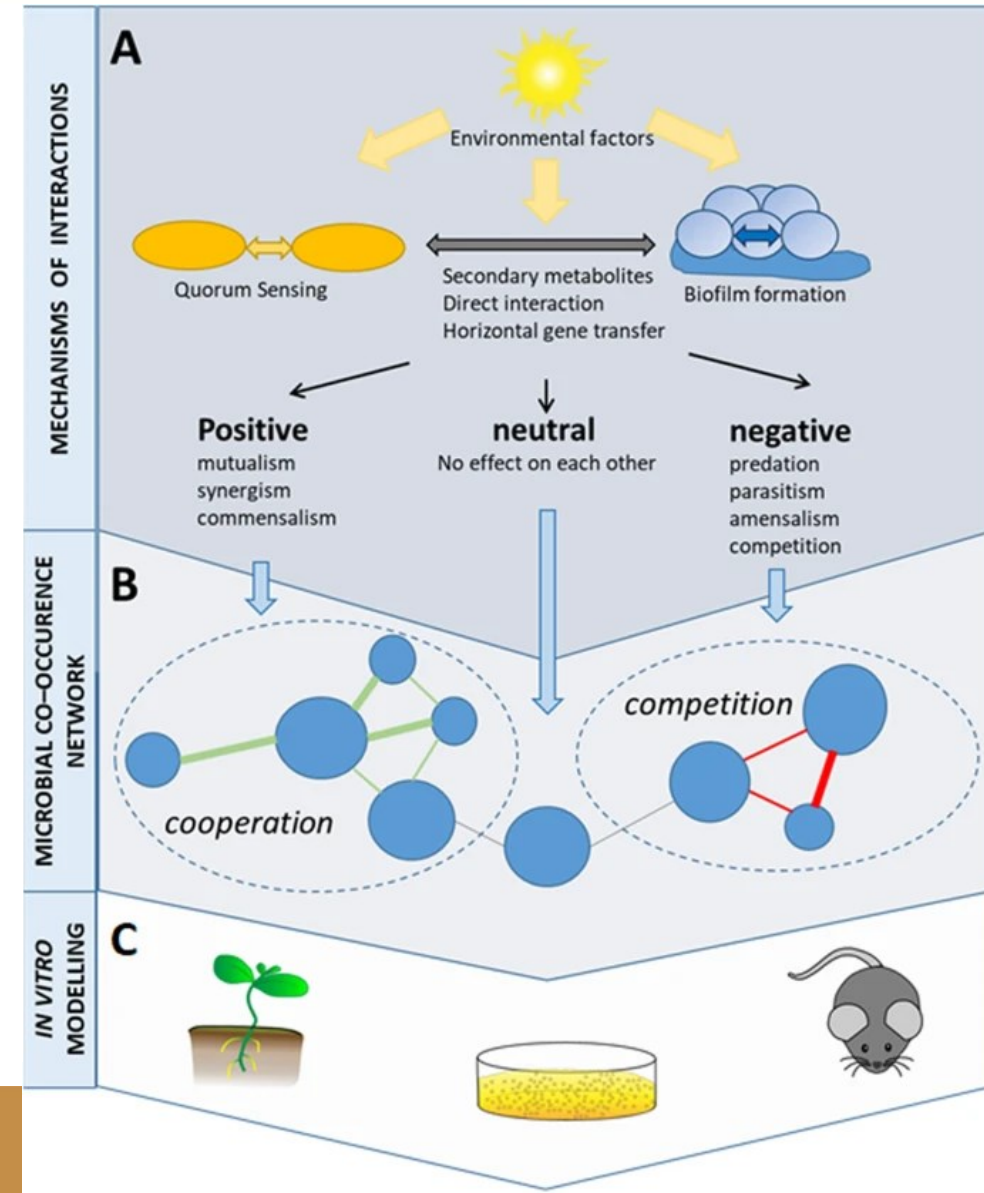 MECHANISMS OF INTERACTIONS
A
Environmental factors
Quorum Sensing
Secondary metabolites
Direct interaction
Horizontal gene transfer
Biofilm formation
Positive
mutualism
synergism
commensalism
neutral
No effect on each other
negative
predation
parasitism
amensalism
competition
MICROBIAL CO–OCCURENCE
NETWORK
B
cooperation
competition
IN VITRO
MODELLING
C